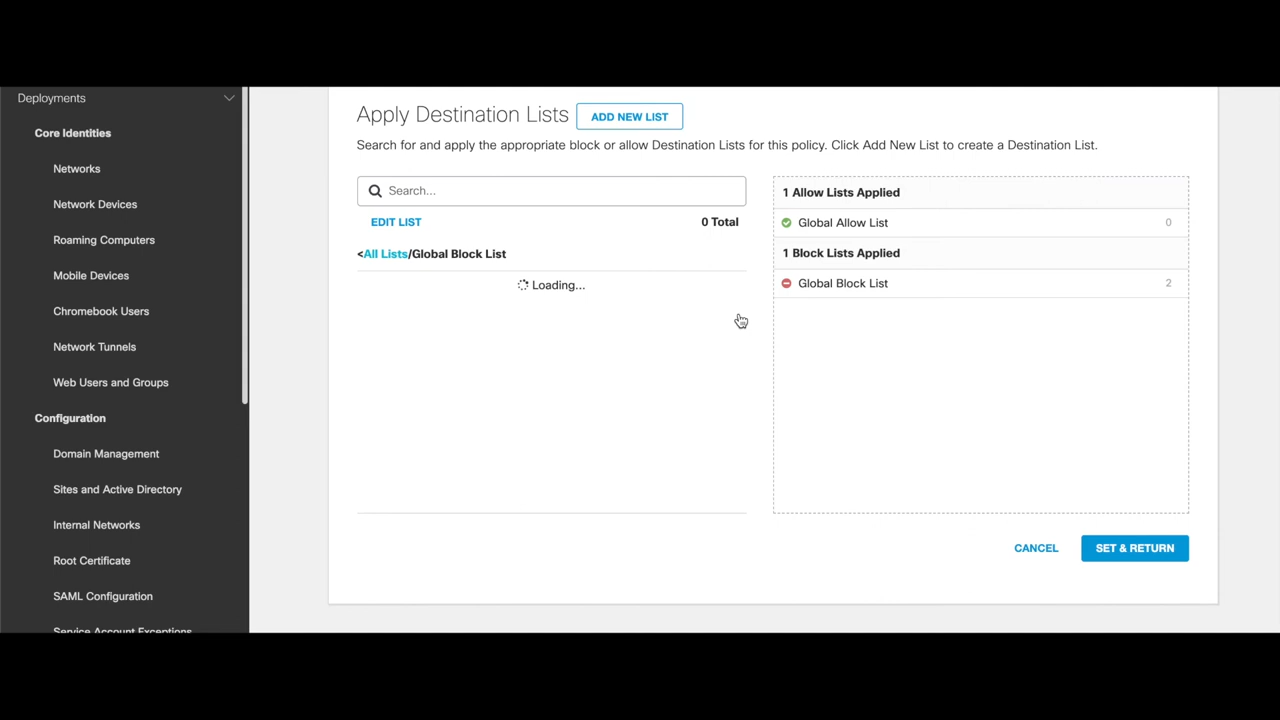 Deployments
Core Identities
Networks
Network Devices
Roaming Computers
Mobile Devices
Chromebook Users
Network Tunnels
Web Users and Groups
Configuration
Domain Management
Sites and Active Directory
Internal Networks
Root Certificate
SAML Configuration
Service Account Exceptions
Apply Destination Lists
ADD NEW LIST
Search for and apply the appropriate block or allow Destination Lists for this policy. Click Add New List to create a Destination List.
Search...
EDIT LIST
0 Total
<All Lists/Global Block List
Loading...
1 Allow Lists Applied
Global Allow List 0
1 Block Lists Applied
Global Block List 2
CANCEL
SET & RETURN